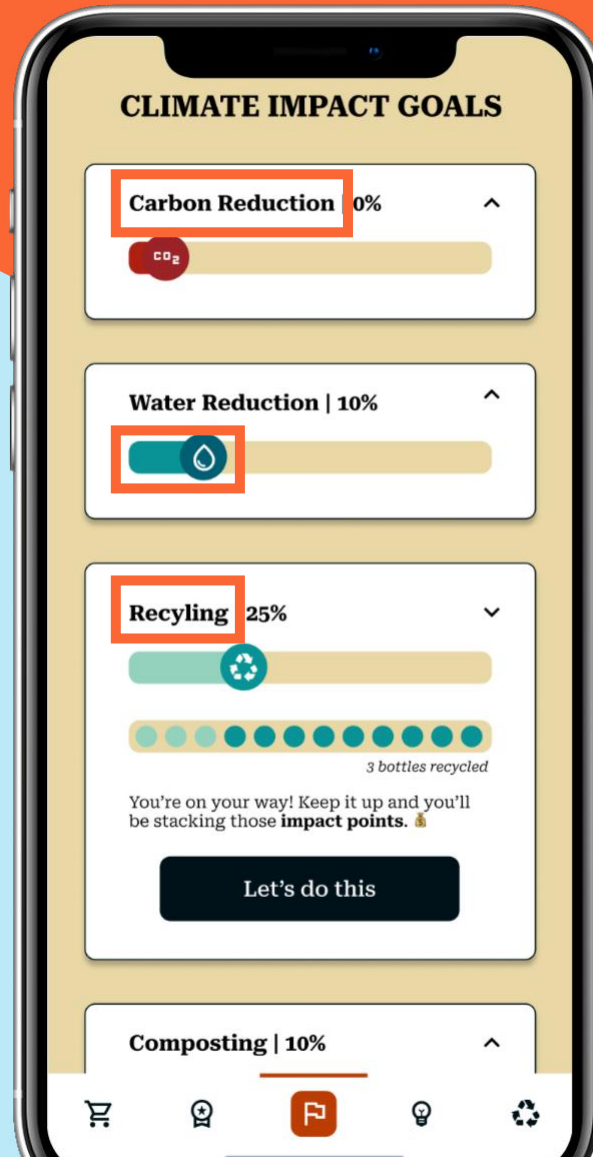 CLIMATE IMPACT GOALS
Carbon Reduction | 0%
CO₂
Water Reduction | 10%
Recyling 25%
3 bottles recycled
You're on your way! Keep it up and you'll
be stacking those impact points. 💰
Let's do this
Composting | 10%